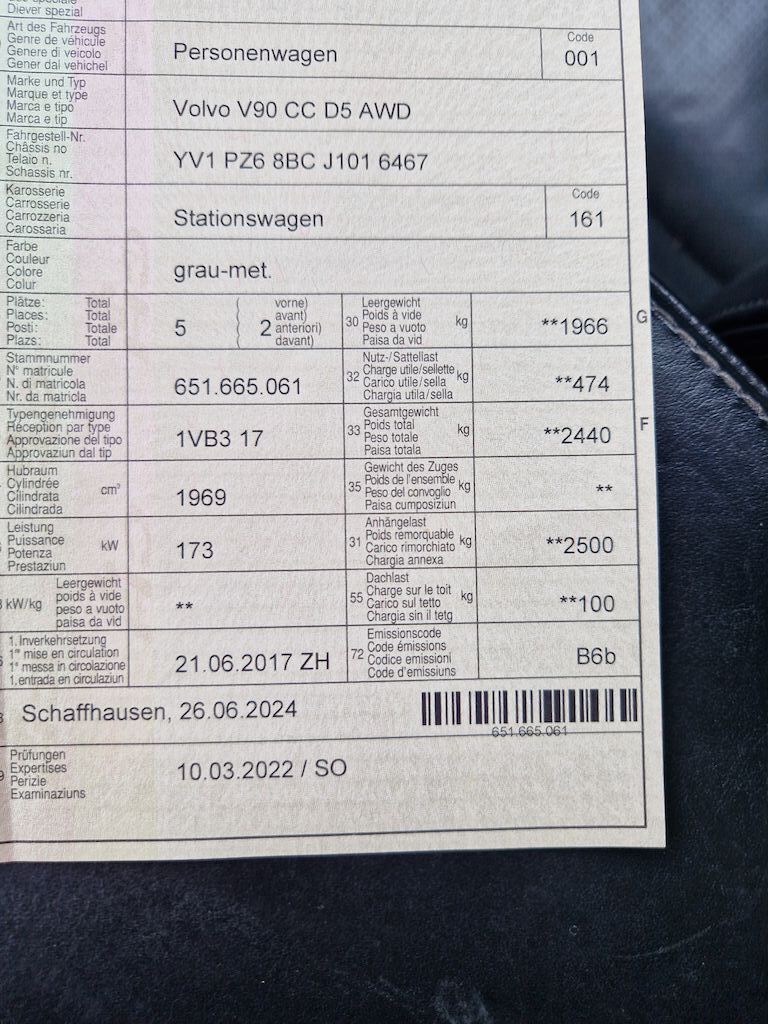 Diever spezial
Art des Fahrzeugs
Genre de véhicule
Genere di veicolo
Gener dal vehichel
Personenwagen
Code
001
Marke und Typ
Marque et type
Marca e tipo
Marca e tip
Volvo V90 CC D5 AWD
Fahrgestell-Nr.
Châssis no
Telaio n.
Schassis nr.
YV1 PZ6 8BC J101 6467
Karosserie
Carrosserie
Carrozzeria
Carossaria
Stationswagen
Code
161
Farbe
Couleur
Colore
Colur
grau-met.
Plätze: Total
Places: Total
Posti: Totale
Plazs: Total
5
2
vorne)
avant)
anteriori)
davant)
30
Leergewicht
Poids à vide
Peso a vuoto
Paisa da vid
kg
**1966
G
Stammnummer
N° matricule
N. di matricola
Nr. da matricla
651.665.061
32
Nutz-/Sattellast
Charge utile/sellette
Carico utile/sella
Chargia utila/sella
kg
**474
Typengenehmigung
Réception par type
Approvazione del tipo
Approvaziun dal tip
1VB3 17
33
Gesamtgewicht
Poids total
Peso totale
Paisa totala
kg
**2440
F
Hubraum
Cylindrée
Cilindrata
Cilindrada
cm³
1969
35
Gewicht des Zuges
Poids de l'ensemble
Peso del convoglio
Paisa cumposiziun
kg
**
Leistung
Puissance
Potenza
Prestaziun
kW
173
31
Anhängelast
Poids remorquable
Carico rimorchiato
Chargia annexa
kg
**2500
kW/kg
Leergewicht
poids à vide
peso a vuoto
paisa da vid
**
55
Dachlast
Charge sur le toit
Carico sul tetto
Chargia sin il tetg
kg
**100
1. Inverkehrsetzung
1re mise en circulation
1a messa in circolazione
1. entrada en circulaziun
21.06.2017 ZH
72
Emissionscode
Code émissions
Codice emissioni
Code d'emissiuns
B6b
Schaffhausen, 26.06.2024
651.665.061
Prüfungen
Expertises
Perizie
Examinaziuns
10.03.2022 / SO